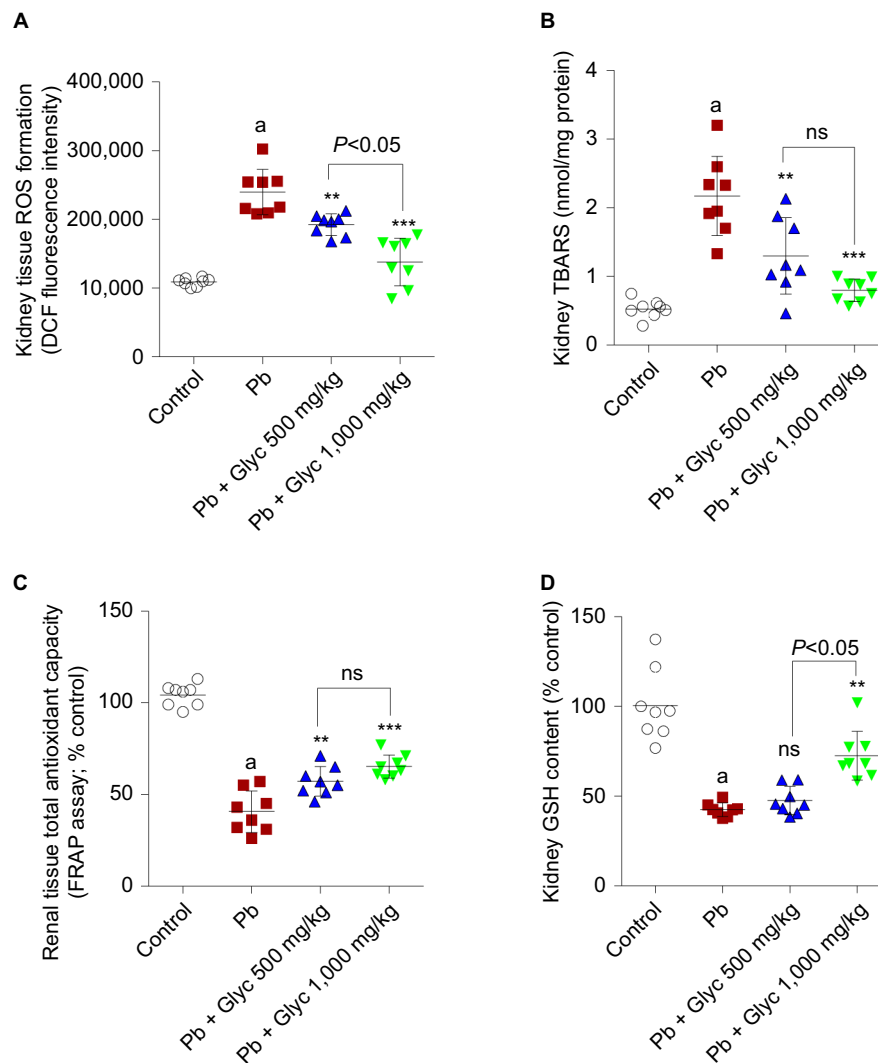 A
Kidney tissue ROS formation
(DCF fluorescence intensity)
400,000
300,000
200,000
10,000
0
a
**
***
P<0.05
Control
Pb
Pb + Glyc 500 mg/kg
Pb + Glyc 1,000 mg/kg
B
Kidney TBARS (nmol/mg protein)
4
3
2
1
0
a
**
***
ns
Control
Pb
Pb + Glyc 500 mg/kg
Pb + Glyc 1,000 mg/kg
C
Renal tissue total antioxidant capacity
(FRAP assay; % control)
150
100
50
0
a
**
***
ns
Control
Pb
Pb + Glyc 500 mg/kg
Pb + Glyc 1,000 mg/kg
D
Kidney GSH content (% control)
150
100
50
0
a
ns
**
P<0.05
Control
Pb
Pb + Glyc 500 mg/kg
Pb + Glyc 1,000 mg/kg